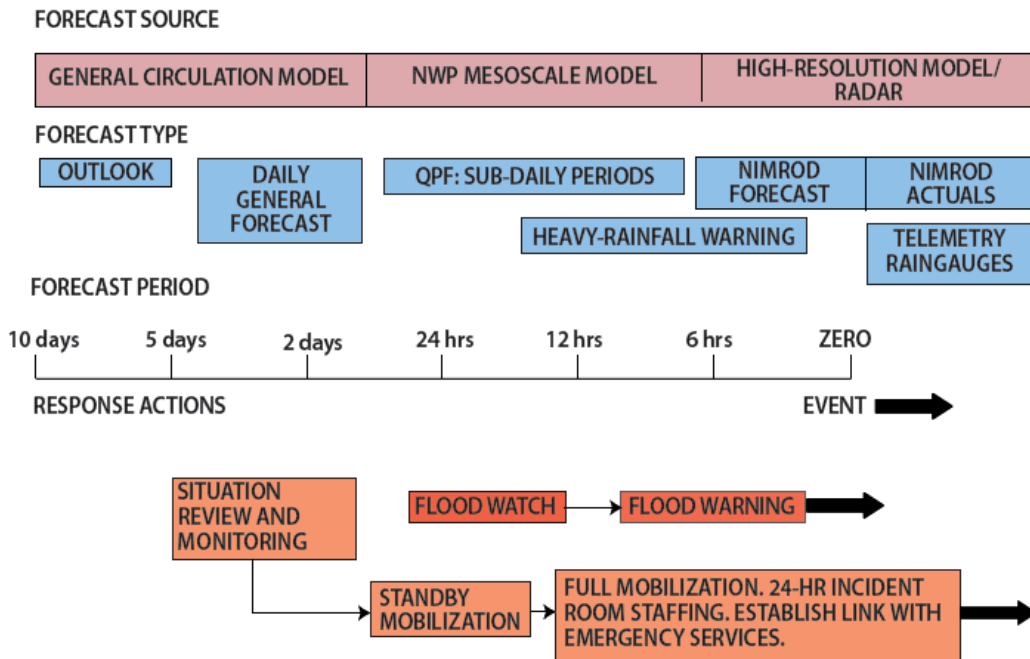 FORECAST SOURCE
GENERAL CIRCULATION MODEL
NWP MESOSCALE MODEL
HIGH-RESOLUTION MODEL/
RADAR
FORECAST TYPE
OUTLOOK
DAILY
GENERAL
FORECAST
QPF: SUB-DAILY PERIODS
NIMROD
FORECAST
NIMROD
ACTUALS
HEAVY-RAINFALL WARNING
TELEMETRY
RAINGAUGES
FORECAST PERIOD
10 days
5 days
2 days
24 hrs
12 hrs
6 hrs
ZERO
RESPONSE ACTIONS
EVENT
SITUATION
REVIEW AND
MONITORING
FLOOD WATCH
FLOOD WARNING
STANDBY
MOBILIZATION
FULL MOBILIZATION. 24-HR INCIDENT
ROOM STAFFING. ESTABLISH LINK WITH
EMERGENCY SERVICES.